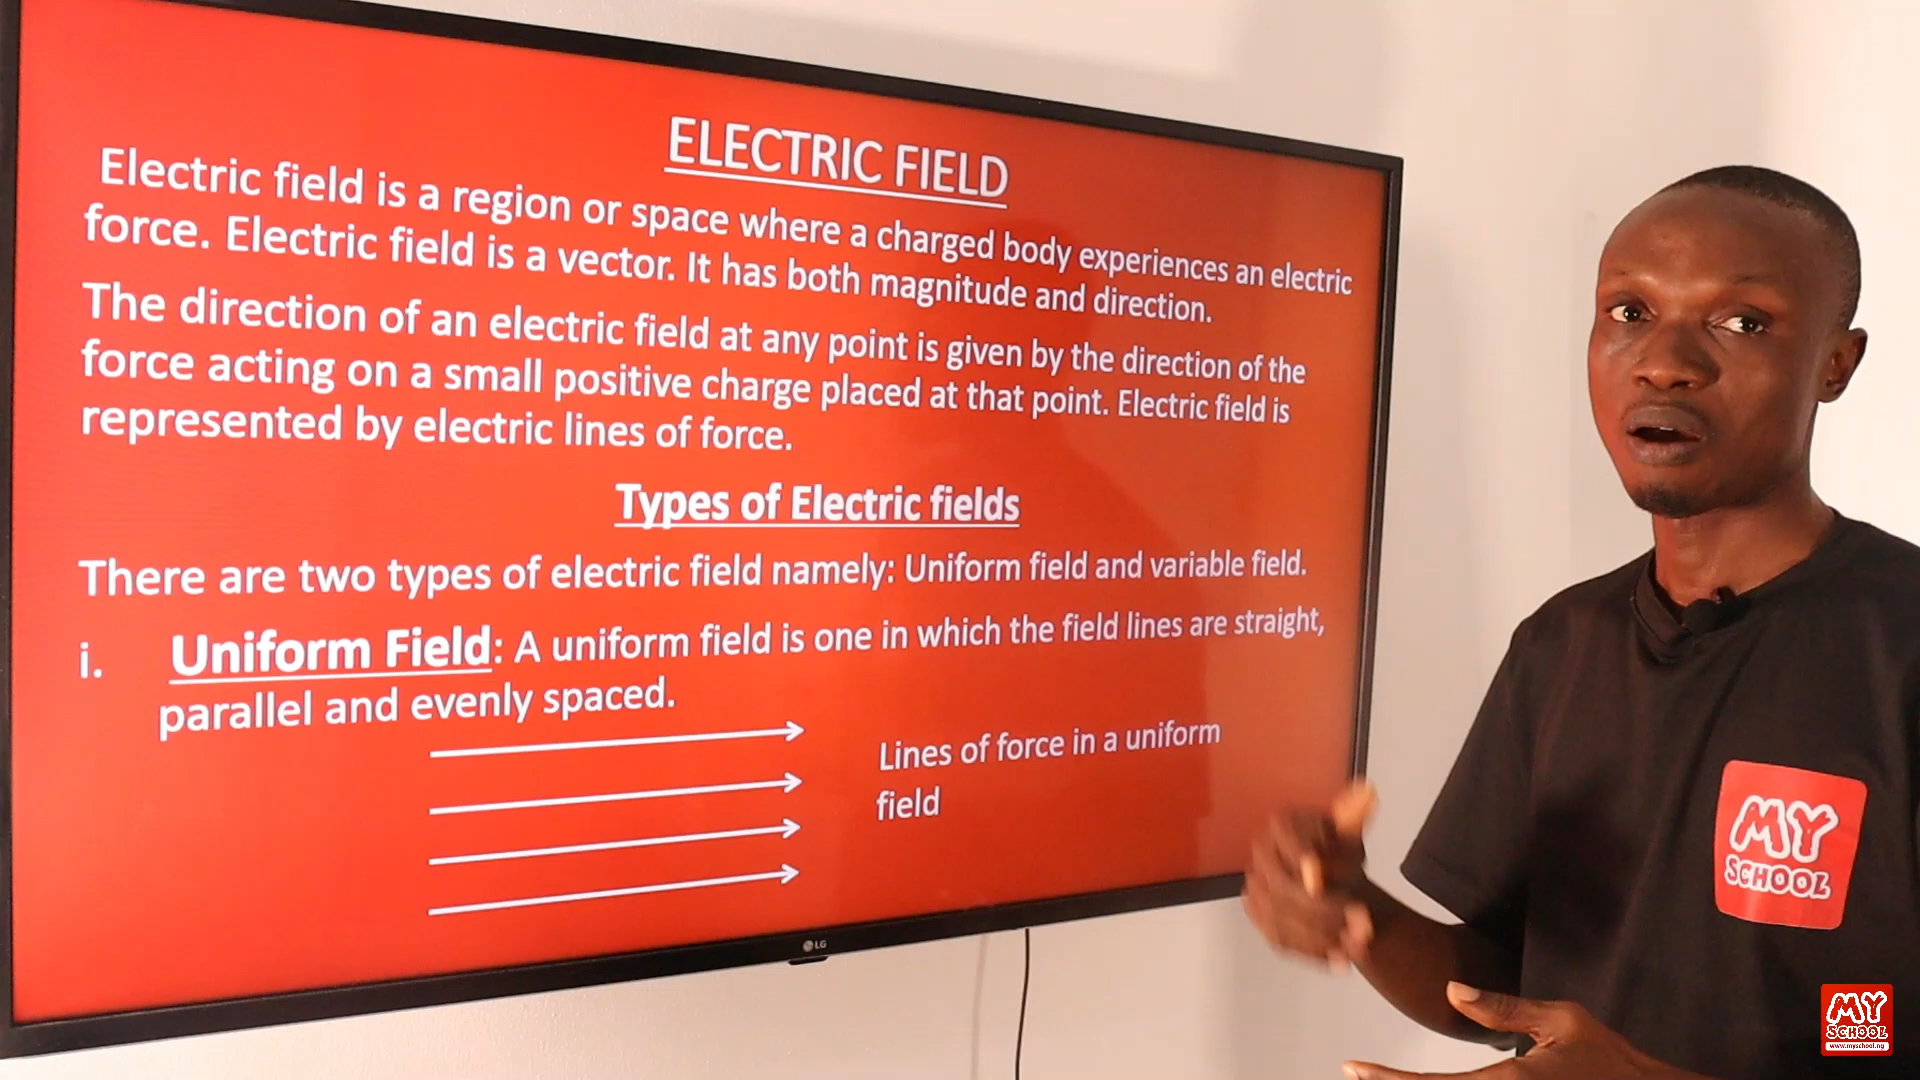 ELECTRIC FIELD
Electric field is a region or space where a charged body experiences an electric
force. Electric field is a vector. It has both magnitude and direction.
The direction of an electric field at any point is given by the direction of the
force acting on a small positive charge placed at that point. Electric field is
represented by electric lines of force.
Types of Electric fields
There are two types of electric field namely: Uniform field and variable field.
i. Uniform Field: A uniform field is one in which the field lines are straight,
parallel and evenly spaced.
Lines of force in a uniform
field
LG
MY
SCHOOL
MY
SCHOOL
www.myschool.ng